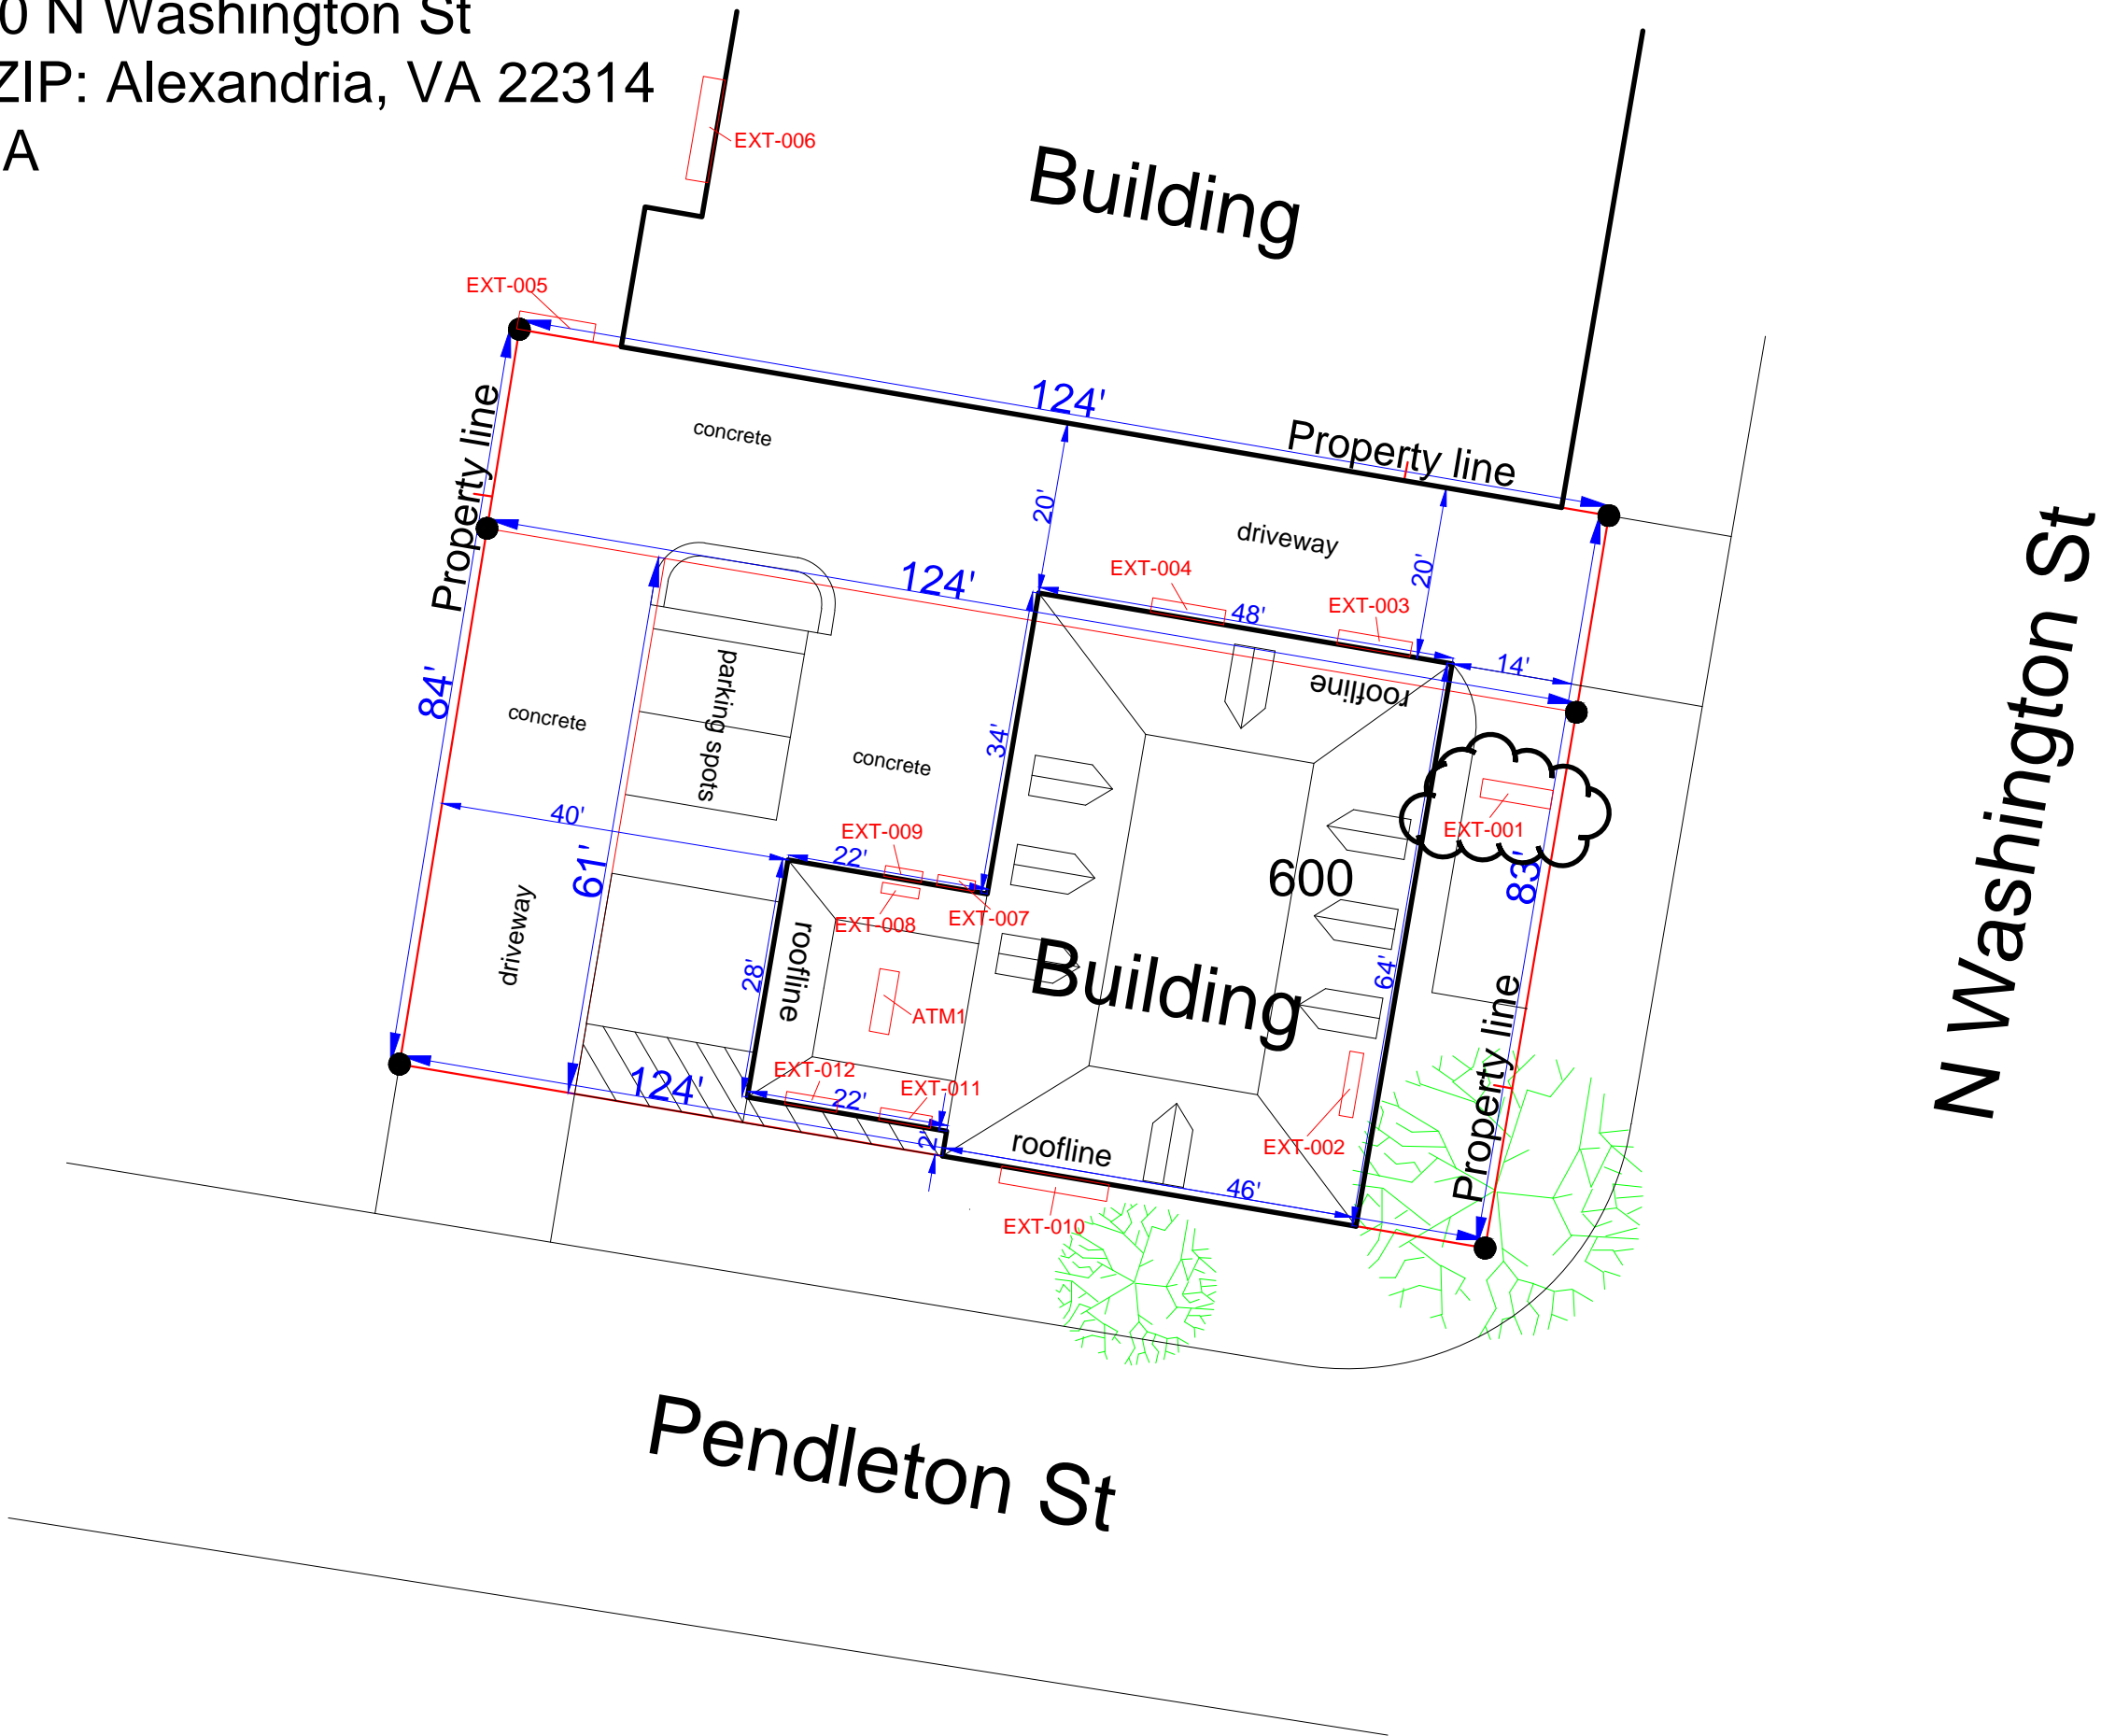 0 N Washington St
ZIP: Alexandria, VA 22314
A
EXT-006
Building
EXT-005
124'
Property line
Property line
concrete
20'
driveway
20'
EXT-004
EXT-003
48'
124'
14'
roofline
84'
parking spots
concrete
34'
concrete
EXT-001
40'
EXT-009
22'
61'
600
83'
EXT-008
EXT-007
driveway
roofline
28'
Building
64'
ATM1
N Washington St
EXT-012
124'
22'
EXT-011
2'
roofline
EXT-002
Property line
46'
EXT-010
Pendleton St